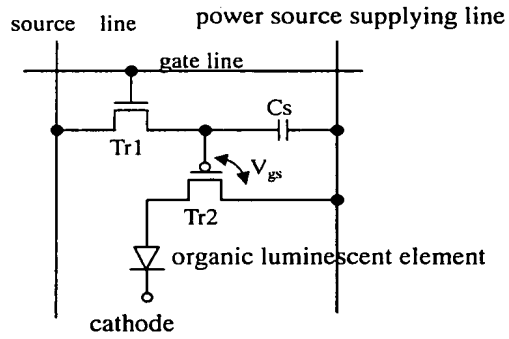 source line
power source supplying line
gate line
Cs
Tr1
Vgs
Tr2
organic luminescent element
cathode